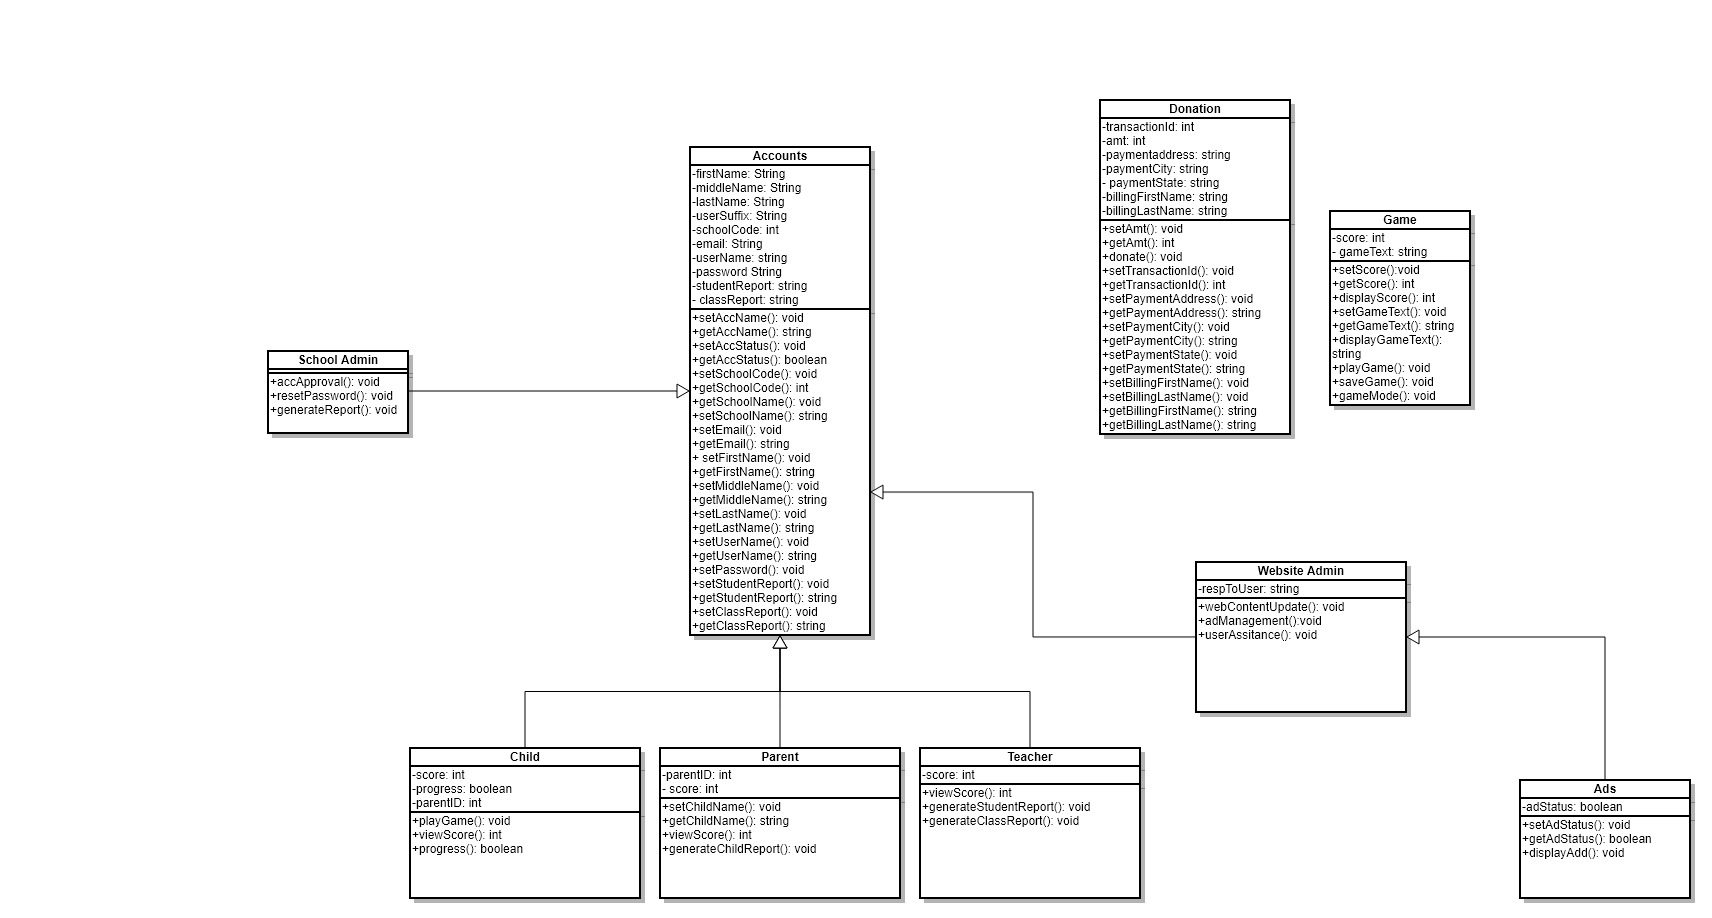 Donation
-transactionId: int
-amt: int
-paymentaddress: string
-paymentCity: string
- paymentState: string
-billingFirstName: string
-billingLastName: string
+setAmt(): void
+getAmt(): int
+donate(): void
+setTransactionId(): void
+getTransactionId(): int
+setPaymentAddress(): void
+getPaymentAddress(): string
+setPaymentCity(): void
+getPaymentCity(): string
+setPaymentState(): void
+getPaymentState(): string
+setBillingFirstName(): void
+setBillingLastName(): void
+getBillingFirstName(): string
+getBillingLastName(): string
Accounts
-firstName: String
-middleName: String
-lastName: String
-userSuffix: String
-schoolCode: int
-email: String
-userName: string
-password String
-studentReport: string
- classReport: string
+setAccName(): void
+getAccName(): string
+setAccStatus(): void
+getAccStatus(): boolean
+setSchoolCode(): void
+getSchoolCode(): int
+getSchoolName(): void
+setSchoolName(): string
+setEmail(): void
+getEmail(): string
+ setFirstName(): void
+getFirstName(): string
+setMiddleName(): void
+getMiddleName(): string
+setLastName(): void
+getLastName(): string
+setUserName(): void
+getUserName(): string
+setPassword(): void
+setStudentReport(): void
+getStudentReport(): string
+setClassReport(): void
+getClassReport(): string
Game
-score: int
- gameText: string
+setScore():void
+getScore(): int
+displayScore(): int
+setGameText(): void
+getGameText(): string
+displayGameText():
string
+playGame(): void
+saveGame(): void
+gameMode(): void
School Admin
+accApproval(): void
+resetPassword(): void
+generateReport(): void
Website Admin
-respToUser: string
+webContentUpdate(): void
+adManagement():void
+userAssitance(): void
Child
-score: int
-progress: boolean
-parentID: int
+playGame(): void
+viewScore(): int
+progress(): boolean
Parent
-parentID: int
- score: int
+setChildName(): void
+getChildName(): string
+viewScore(): int
+generateChildReport(): void
Teacher
-score: int
+viewScore(): int
+generateStudentReport(): void
+generateClassReport(): void
Ads
-adStatus: boolean
+setAdStatus(): void
+getAdStatus(): boolean
+displayAdd(): void